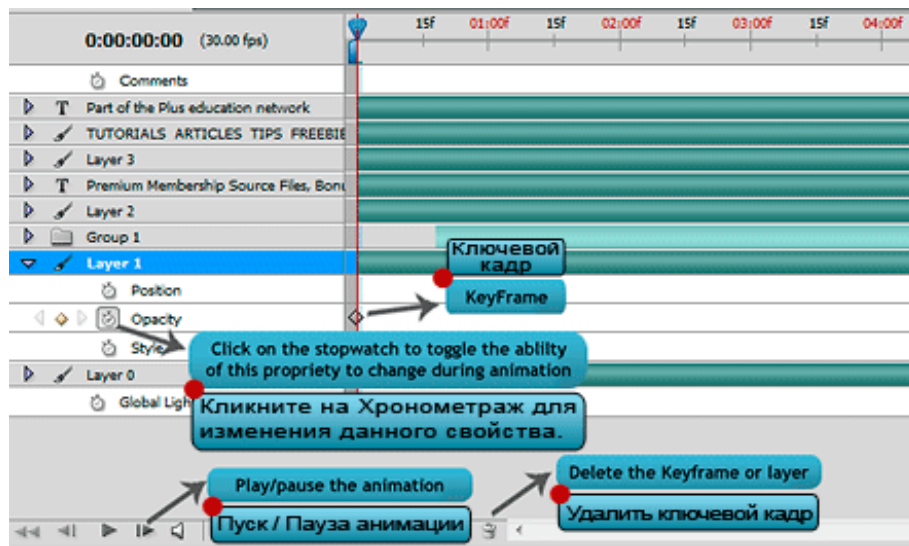 15f 01:00f 15f 02:00f 15f 03:00f 15f 04:00f
0:00:00:00 (30.00 fps)
Comments
Part of the Plus education network
TUTORIALS ARTICLES TIPS FREEBIE
Layer 3
Premium Membership Source Files, Bonu
Layer 2
Group 1
Ключевой
кадр
Layer 1
Position
KeyFrame
Opacity
Style
Click on the stopwatch to toggle the ablilty
of this propriety to change during animation
Layer 0
Global Ligh
Кликните на Хронометраж для
изменения данного свойства.
Play/pause the animation
Delete the Keyframe or layer
Пуск / Пауза анимации
Удалить ключевой кадр